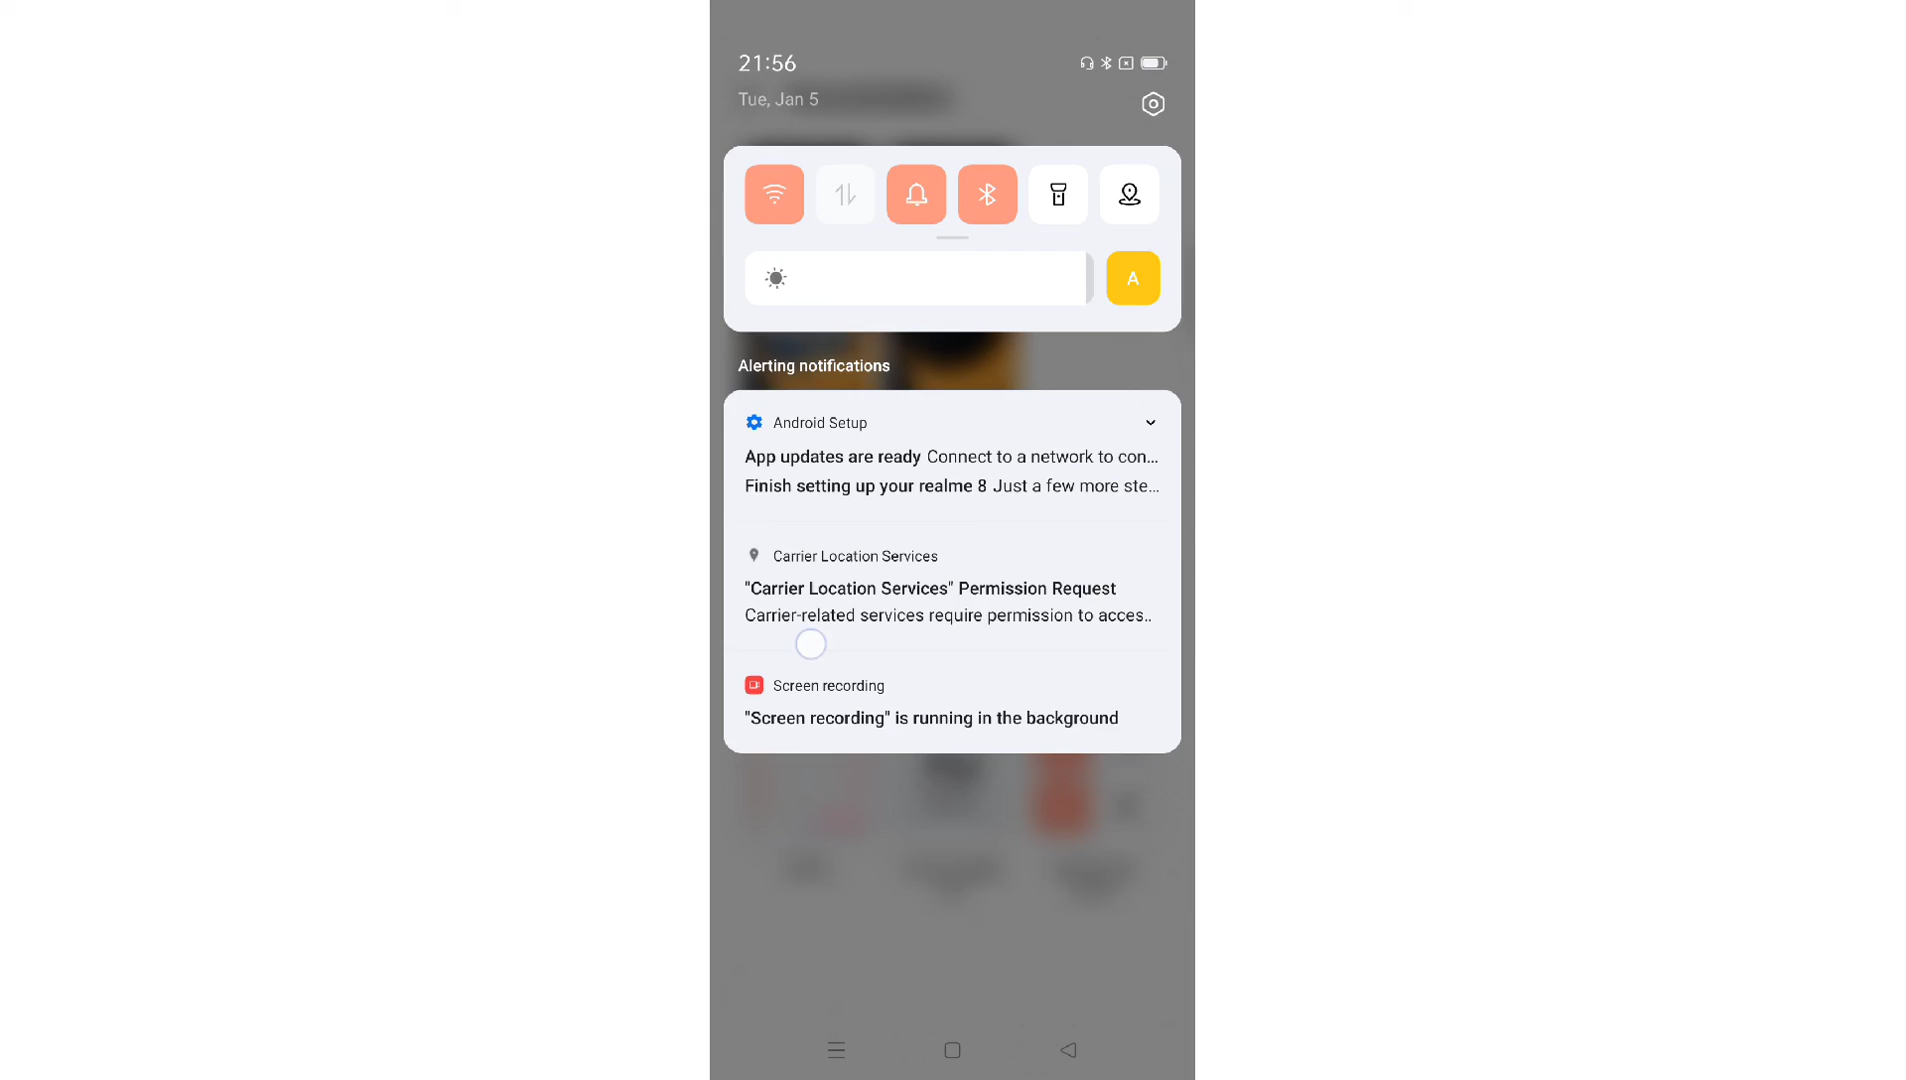 21:56
Tue, Jan 5
A
Alerting notifications
Android Setup
App updates are ready Connect to a network to con...
Finish setting up your realme 8 Just a few more ste...
Carrier Location Services
"Carrier Location Services" Permission Request
Carrier-related services require permission to acces..
Screen recording
"Screen recording" is running in the background